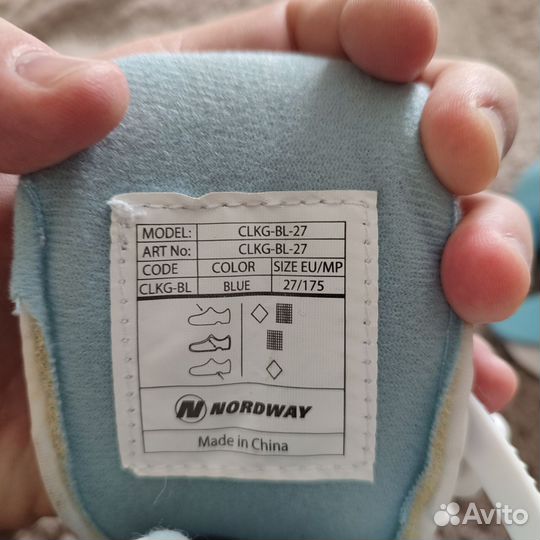 MODEL: CLKG-BL-27
ART No: CLKG-BL-27
CODE COLOR SIZE EU/MP
CLKG-BL BLUE 27/175
N NORDWAY
Made in China
Avito